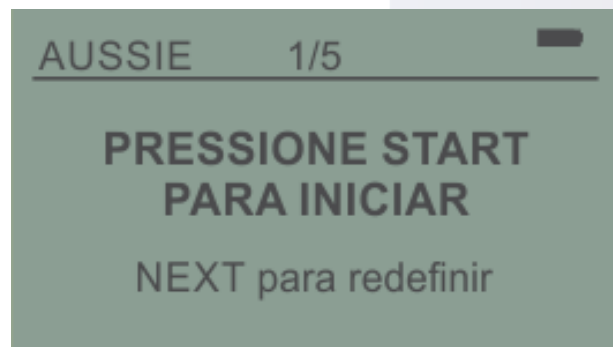 AUSSIE 1/5
PRESSIONE START
PARA INICIAR
NEXT para redefinir